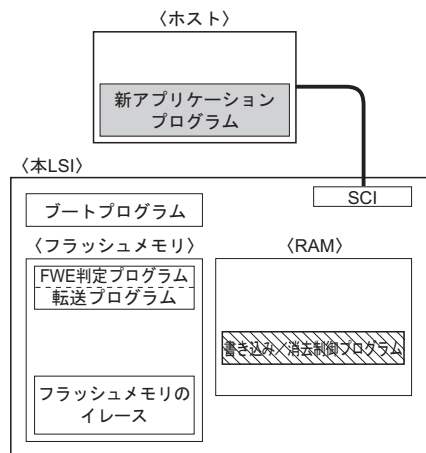 〈ホスト〉
新アプリケーション
プログラム
〈本LSI〉
SCI
ブートプログラム
〈フラッシュメモリ〉
〈RAM〉
FWE判定プログラム
転送プログラム
書き込み／消去制御プログラム
フラッシュメモリの
イレース